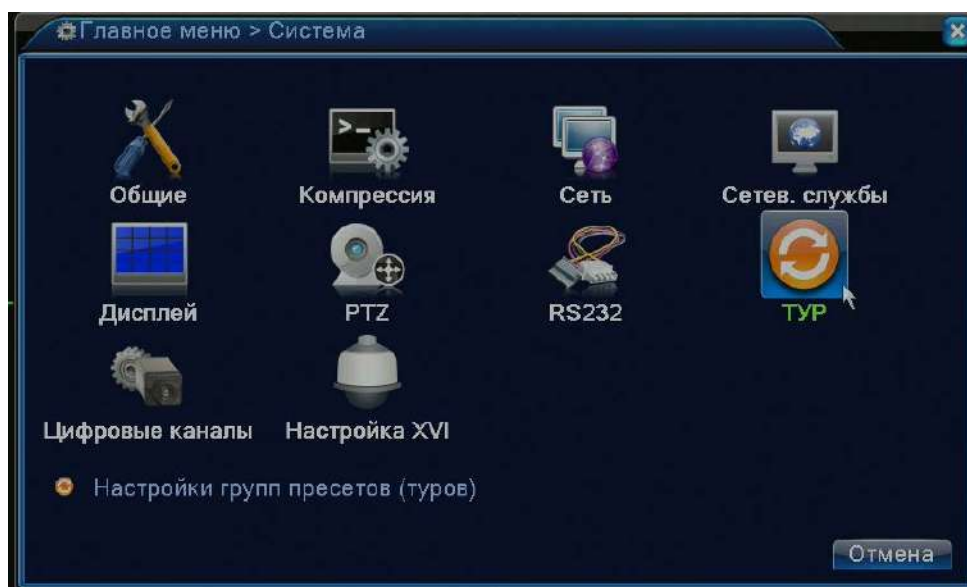 Главное меню > Система
Общие
Компрессия
Сеть
Сетев. службы
Дисплей
PTZ
RS232
ТУР
Цифровые каналы
Настройка XVI
Настройки групп пресетов (туров)
Отмена